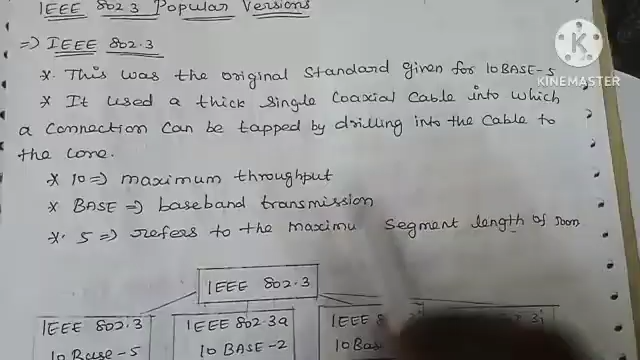 IEEE 802.3 Popular Versions
=> IEEE 802.3
* This was the original Standard given for 10BASE-5
* It used a thick single Coaxial Cable into which
a connection can be tapped by drilling into the Cable to
the core.
* 10 => maximum throughput
* BASE => baseband transmission
* 5 => refers to the maximu segment length of 500m
IEEE 802.3
IEEE 802.3 IEEE 802.3a IEEE
10 Base-5 10 BASE-2
KINEMASTER